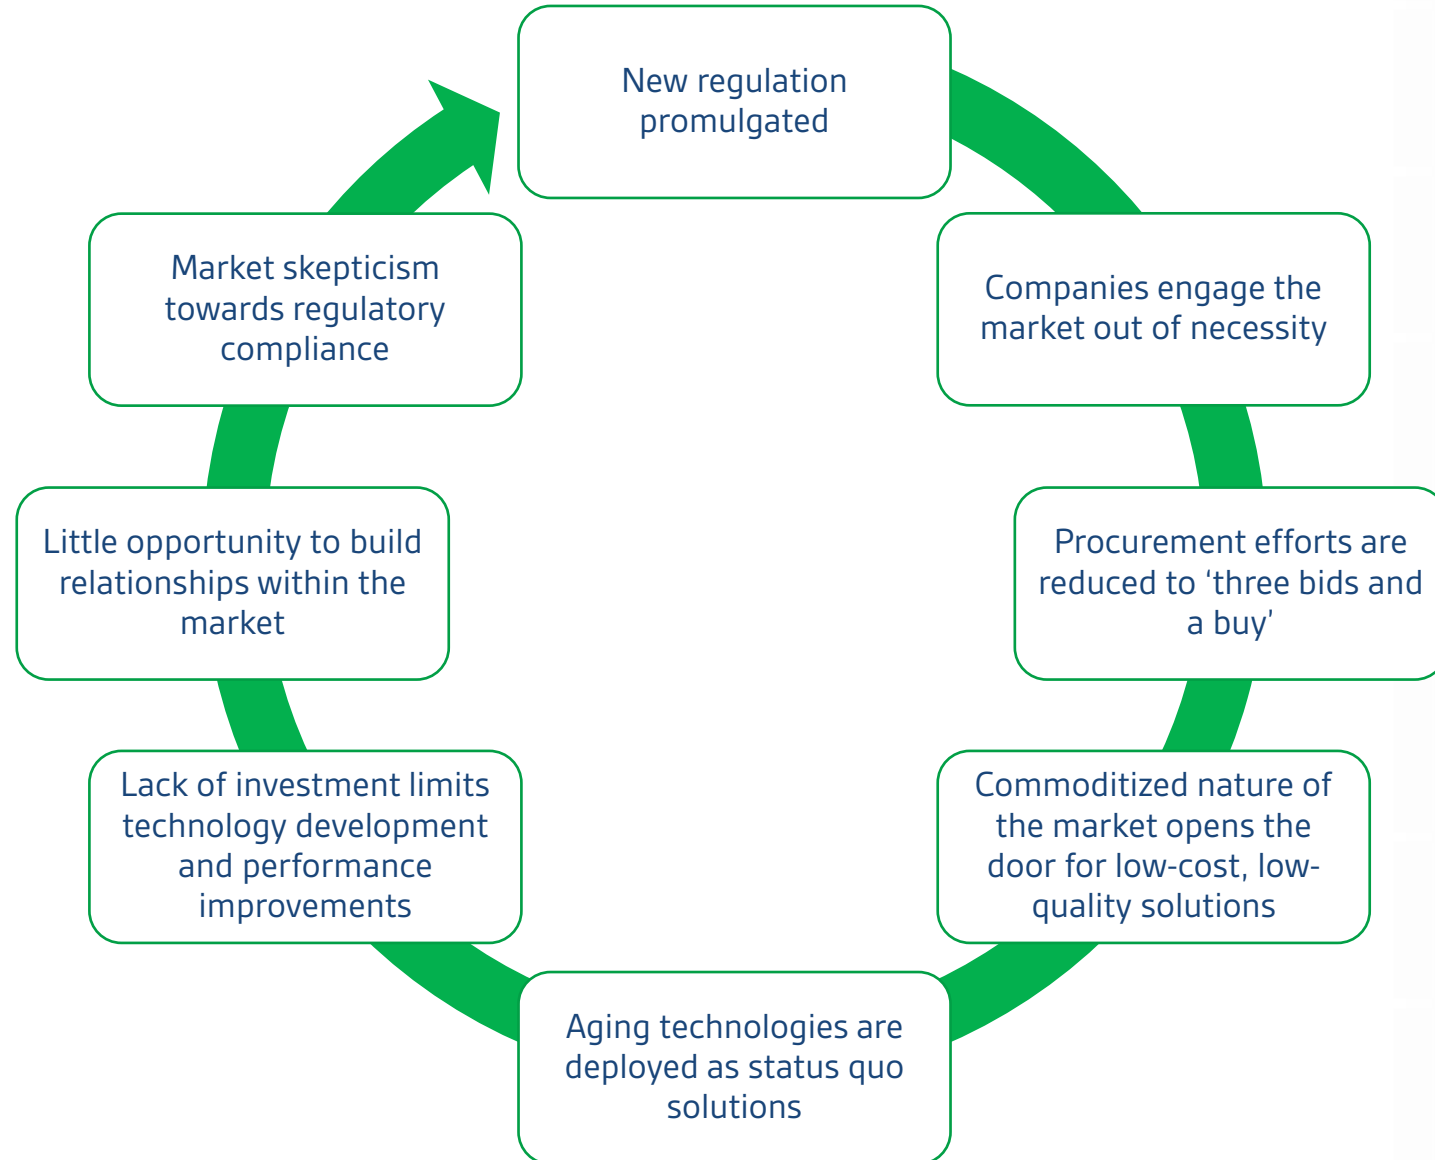 New regulation
promulgated
Companies engage the
market out of necessity
Procurement efforts are
reduced to ‘three bids and
a buy’
Commoditized nature of
the market opens the
door for low-cost, low-
quality solutions
Aging technologies are
deployed as status quo
solutions
Lack of investment limits
technology development
and performance
improvements
Little opportunity to build
relationships within the
market
Market skepticism
towards regulatory
compliance